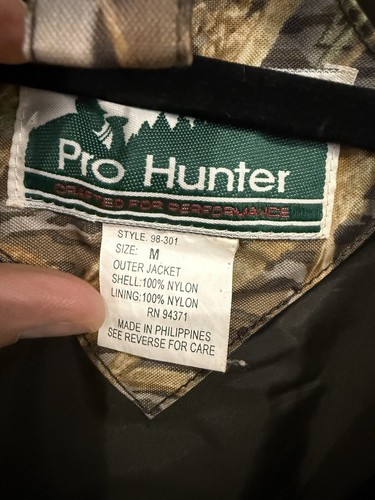 Pro Hunter
CRAFTED FOR PERFORMANCE
STYLE. 98-301
SIZE: M
OUTER JACKET
SHELL:100% NYLON
LINING:100% NYLON
RN 94371
MADE IN PHILIPPINES
SEE REVERSE FOR CARE